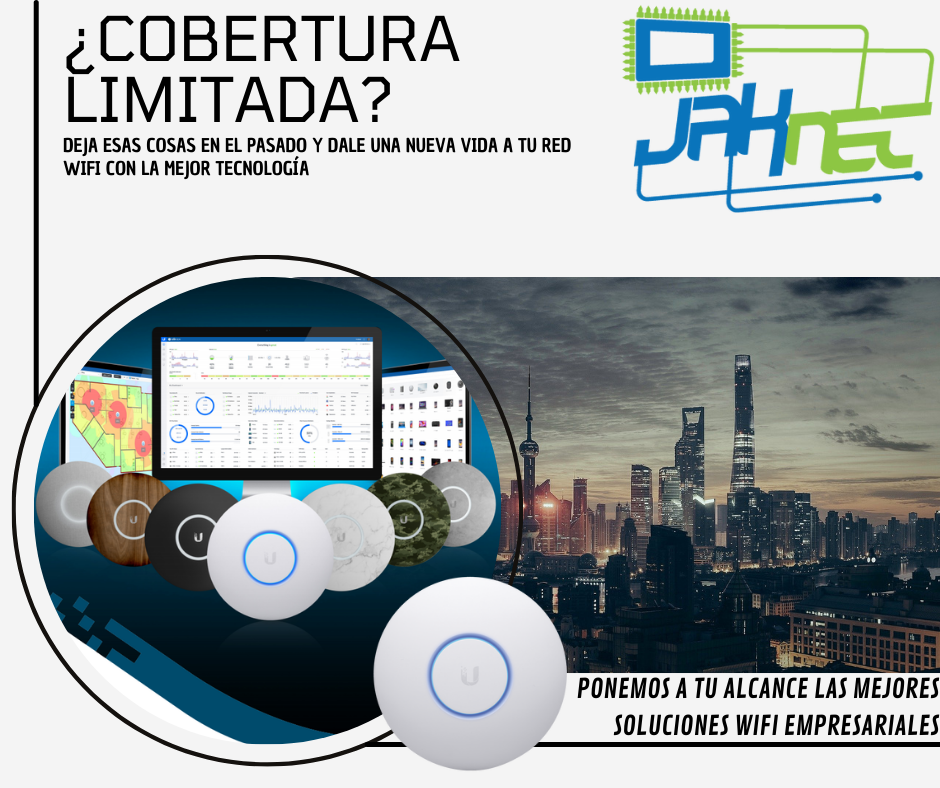 ¿COBERTURA
LIMITADA?
DEJA ESAS COSAS EN EL PASADO Y DALE UNA NUEVA VIDA A TU RED
WIFI CON LA MEJOR TECNOLOGÍA
JAKNET
PONEMOS A TU ALCANCE LAS MEJORES
SOLUCIONES WIFI EMPRESARIALES